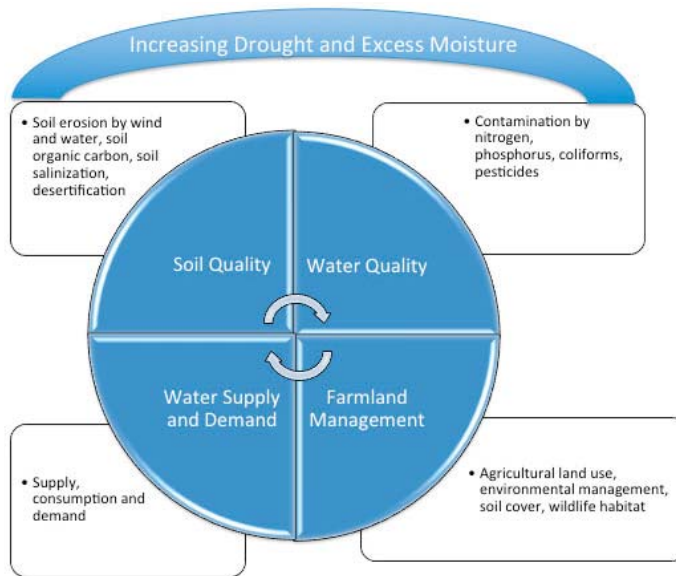 Increasing Drought and Excess Moisture
• Soil erosion by wind
and water, soil
organic carbon, soil
salinization,
desertification
• Contamination by
nitrogen,
phosphorus, coliforms,
pesticides
Soil Quality
Water Quality
Water Supply
and Demand
Farmland
Management
• Supply,
consumption and
demand
• Agricultural land use,
environmental management,
soil cover, wildlife habitat